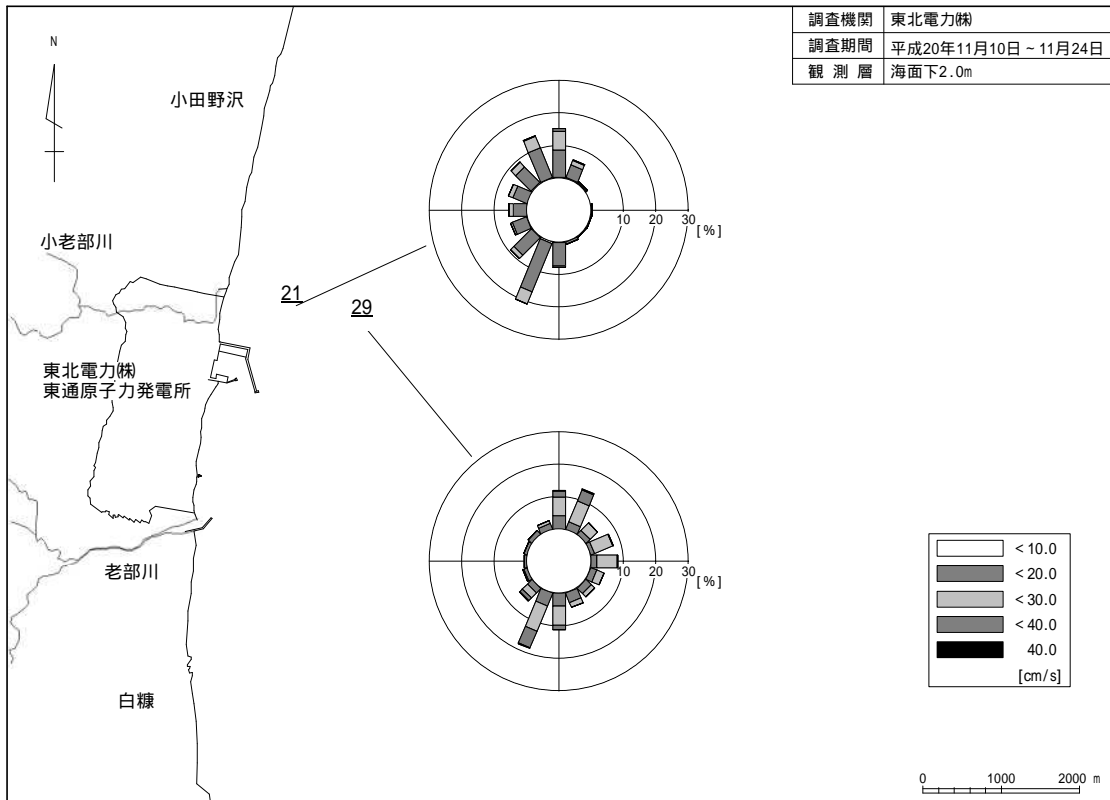 調査機関 東北電力㈱
調査期間 平成20年11月10日 ~ 11月24日
観 測 層 海面下2.0m
N
小田野沢
小老部川
21
29
東北電力㈱
東通原子力発電所
老部川
白糠
10 20 30
[%]
10 20 30
[%]
< 10.0
< 20.0
< 30.0
< 40.0
40.0
[cm/s]
0 1000 2000 m